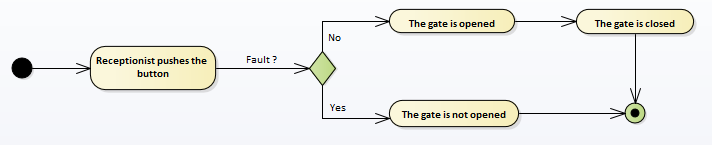 Receptionist pushes the
button
Fault ?
No
The gate is opened
The gate is closed
Yes
The gate is not opened